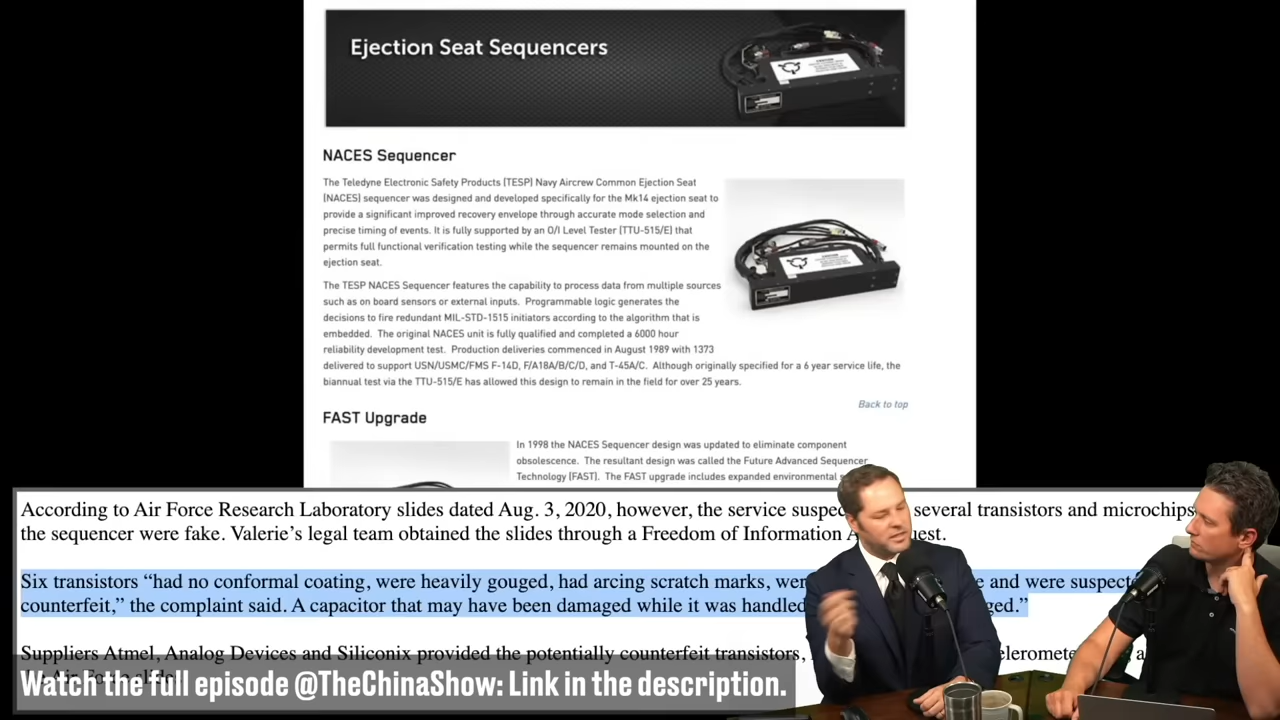 Ejection Seat Sequencers
NACES Sequencer
The Teledyne Electronic Safety Products (TESP) Navy Aircrew Common Ejection Seat
(NACES) sequencer was designed and developed specifically for the Mk14 ejection seat to
provide a significant improved recovery envelope through accurate mode selection and
precise timing of events. It is fully supported by an O/I Level Tester (TTU-515/E) that
permits full functional verification testing while the sequencer remains mounted on the
ejection seat.
The TESP NACES Sequencer features the capability to process data from multiple sources
such as on board sensors or external inputs. Programmable logic generates the
decisions to fire redundant MIL-STD-1515 initiators according to the algorithm that is
embedded. The original NACES unit is fully qualified and completed a 6000 hour
reliability development test. Production deliveries commenced in August 1989 with 1373
delivered to support USN/USMC/FMS F-14D, F/A18A/B/C/D, and T-45A/C. Although originally specified for a 6 year service life, the
biannual test via the TTU-515/E has allowed this design to remain in the field for over 25 years.
Back to top
FAST Upgrade
In 1998 the NACES Sequencer design was updated to eliminate component
obsolescence. The resultant design was called the Future Advanced Sequencer
Technology (FAST). The FAST upgrade includes expanded environmental
According to Air Force Research Laboratory slides dated Aug. 3, 2020, however, the service several transistors and microchips
the sequencer were fake. Valerie's legal team obtained the slides through a Freedom of Information
Six transistors “had no conformal coating, were heavily gouged, had arcing scratch marks, and were
counterfeit,” the complaint said. A capacitor that may have been damaged while it was handled
Suppliers Atmel, Analog Devices and Siliconix provided the potentially counterfeit transistors,
Watch the full episode @TheChinaShow: Link in the description.